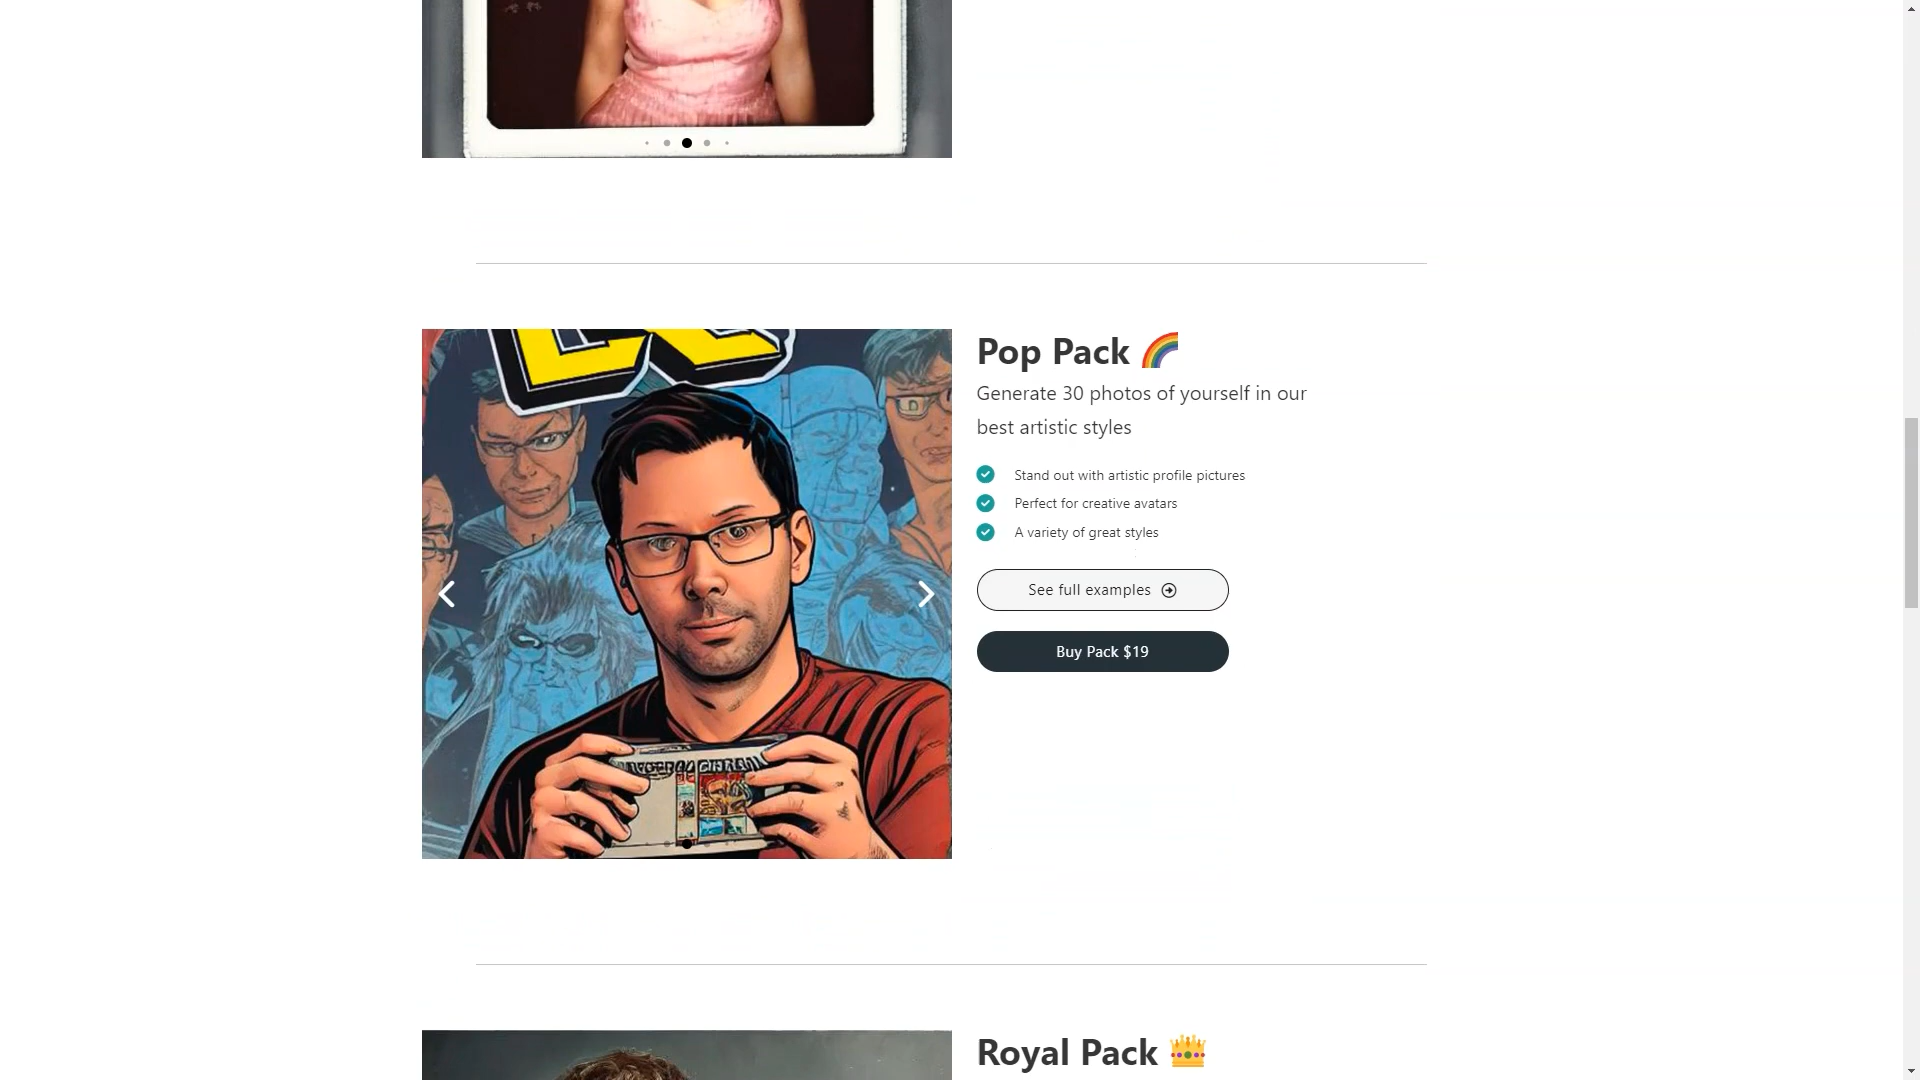 Pop Pack 🌈
Generate 30 photos of yourself in our
best artistic styles
Stand out with artistic profile pictures
Perfect for creative avatars
A variety of great styles
See full examples
Buy Pack $19
Royal Pack 👑